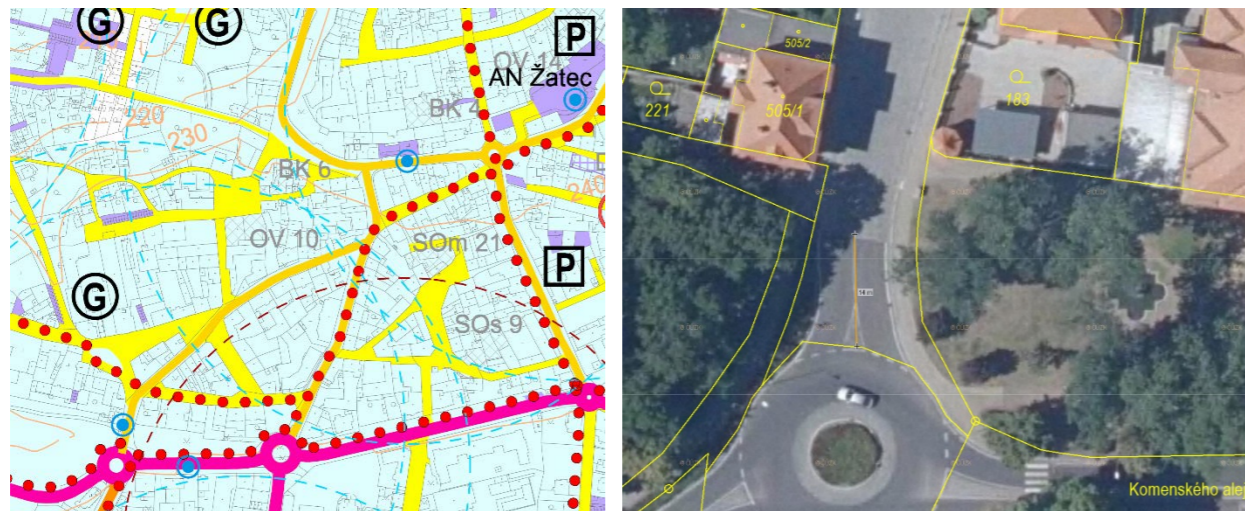 G
G
P
OV 14
AN Žatec
220
230
BK 4
BK 6
240
OV 10
SOm 21
P
G
SOs 9
505/2
221
505/1
183
Komenského alej